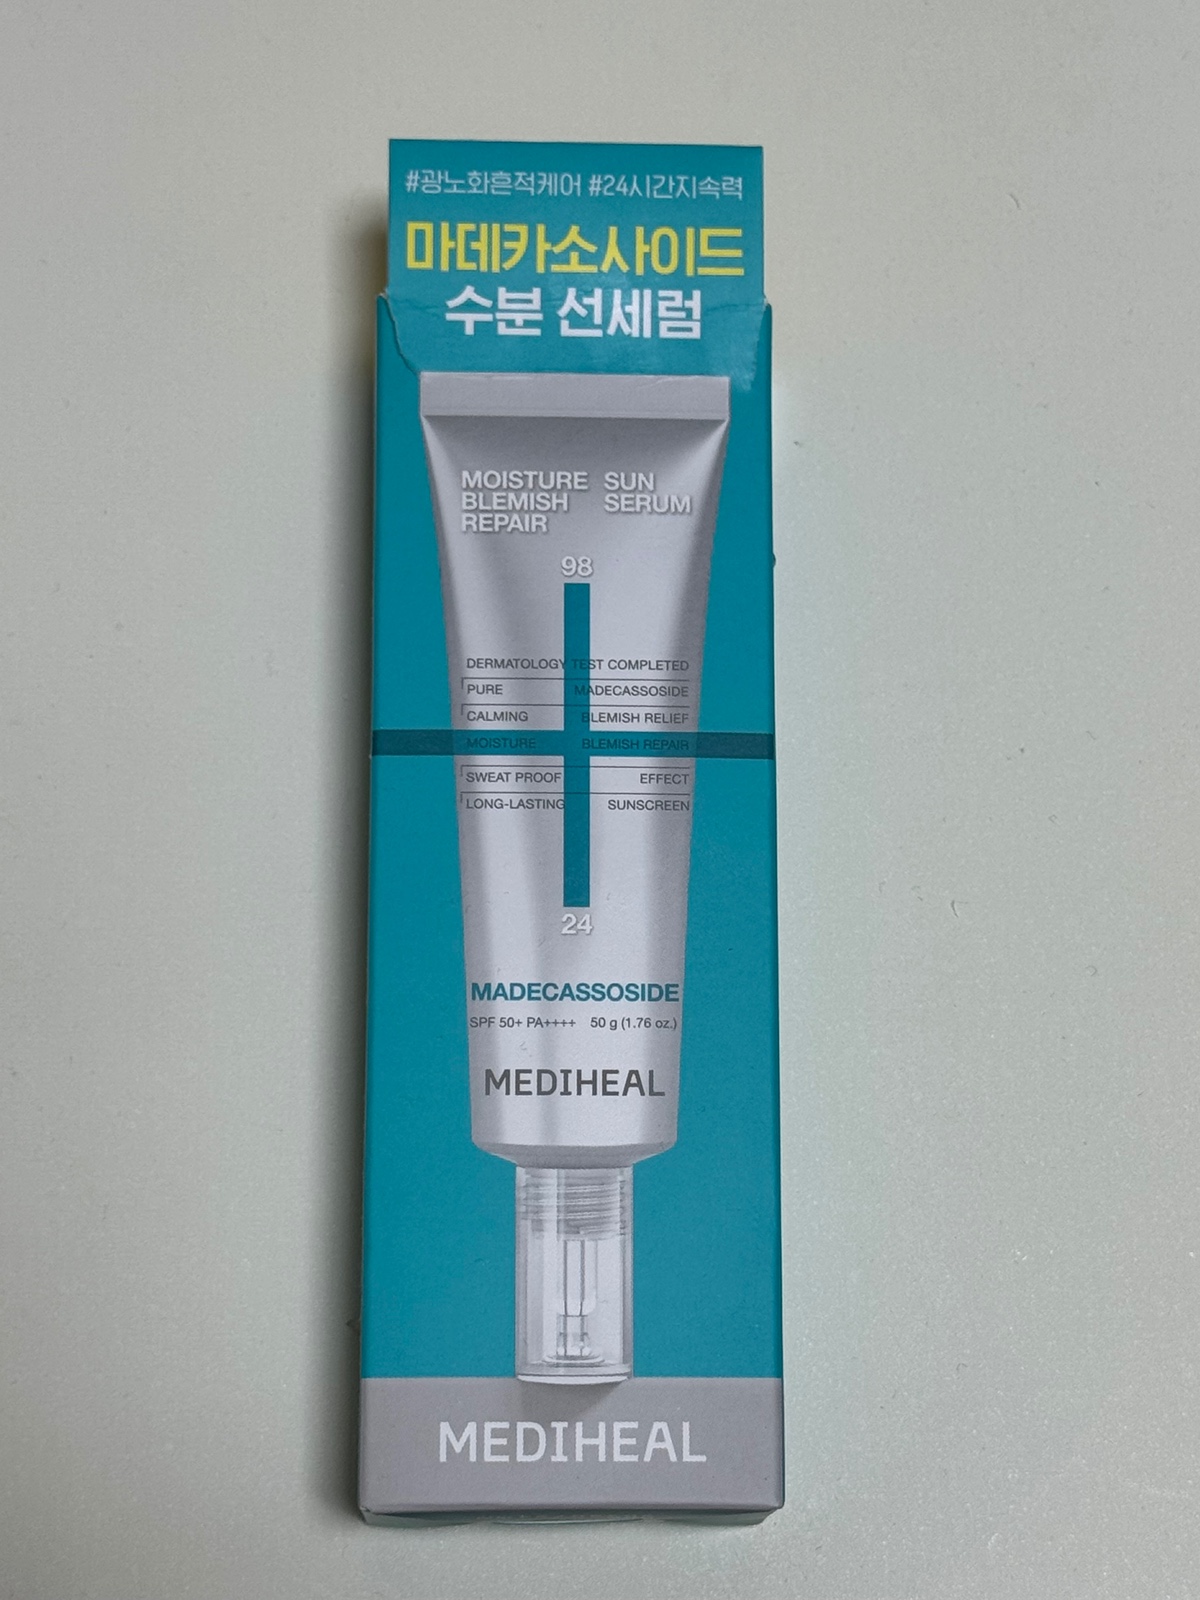 #광노화흔적케어 #24시간지속력
마데카소사이드
수분 선세럼
MOISTURE SUN
BLEMISH SERUM
REPAIR
98
DERMATOLOGY TEST COMPLETED
PURE MADECASSOSIDE
CALMING BLEMISH RELIEF
MOISTURE BLEMISH REPAIR
SWEAT PROOF EFFECT
LONG-LASTING SUNSCREEN
24
MADECASSOSIDE
SPF 50+ PA++++ 50 g (1.76 oz.)
MEDIHEAL
MEDIHEAL